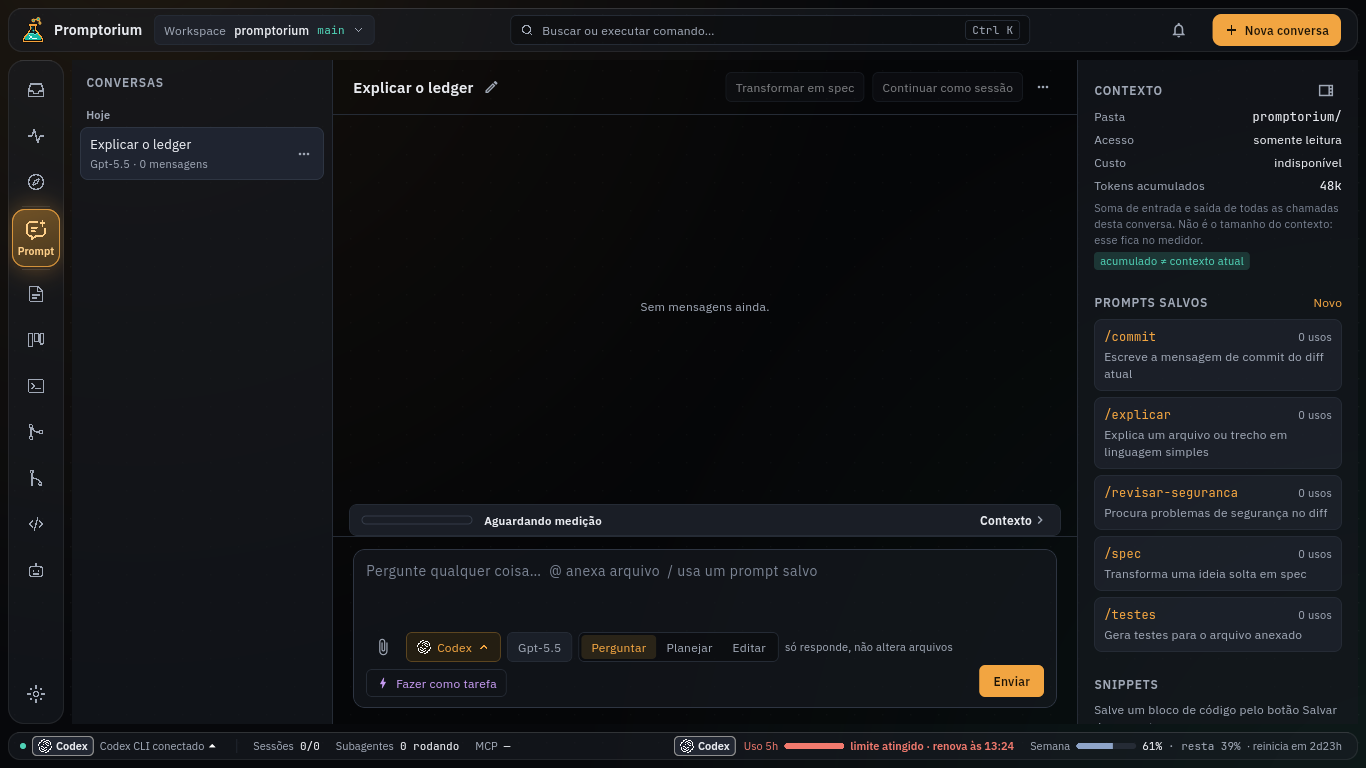 Promptorium
Workspace promptorium main
Buscar ou executar comando...
Ctrl K
+ Nova conversa
CONVERSAS
Hoje
Explicar o ledger
Gpt-5.5 · 0 mensagens
Prompt
Explicar o ledger
Transformar em spec
Continuar como sessão
Sem mensagens ainda.
Aguardando medição
Contexto
Pergunte qualquer coisa... @ anexa arquivo / usa um prompt salvo
Codex
Gpt-5.5
Perguntar
Planejar
Editar
só responde, não altera arquivos
Fazer como tarefa
Enviar
CONTEXTO
Pasta promptorium/
Acesso somente leitura
Custo indisponível
Tokens acumulados 48k
Soma de entrada e saída de todas as chamadas
desta conversa. Não é o tamanho do contexto:
esse fica no medidor.
acumulado ≠ contexto atual
PROMPTS SALVOS Novo
/commit 0 usos
Escreve a mensagem de commit do diff
atual
/explicar 0 usos
Explica um arquivo ou trecho em
linguagem simples
/revisar-seguranca 0 usos
Procura problemas de segurança no diff
/spec 0 usos
Transforma uma ideia solta em spec
/testes 0 usos
Gera testes para o arquivo anexado
SNIPPETS
Salve um bloco de código pelo botão Salvar
Codex Codex CLI conectado
Sessões 0/0
Subagentes 0 rodando
MCP —
Codex Uso 5h limite atingido · renova às 13:24
Semana 61% · resta 39% · reinicia em 2d23h